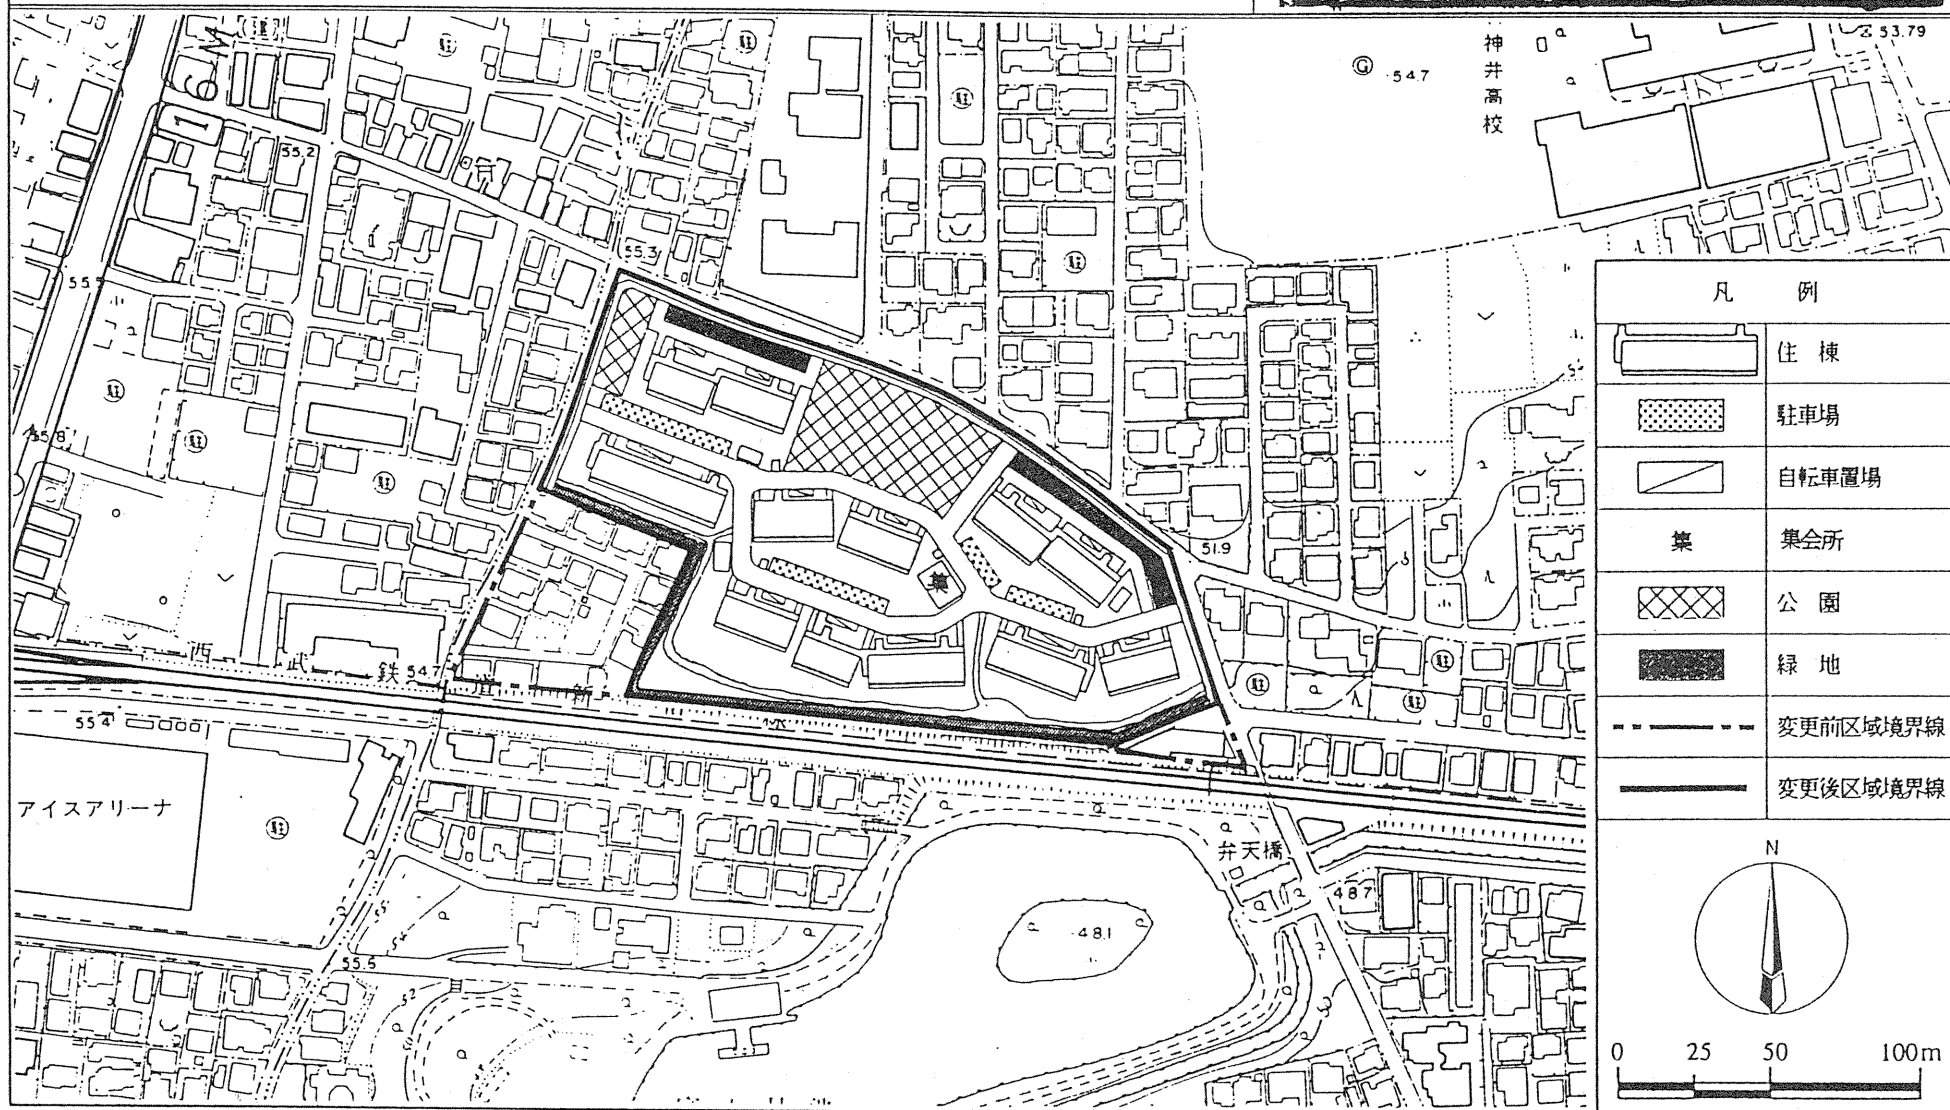 神井高校
54.7
53.79
55.2
55.3
51.9
西武鉄道新
54.7
55.4
アイスアリーナ
弁天橋
48.7
48.1
55.6
集
凡 例
住 棟
駐車場
自転車置場
集 集会所
公 園
緑 地
変更前区域境界線
変更後区域境界線
N
0 25 50 100m